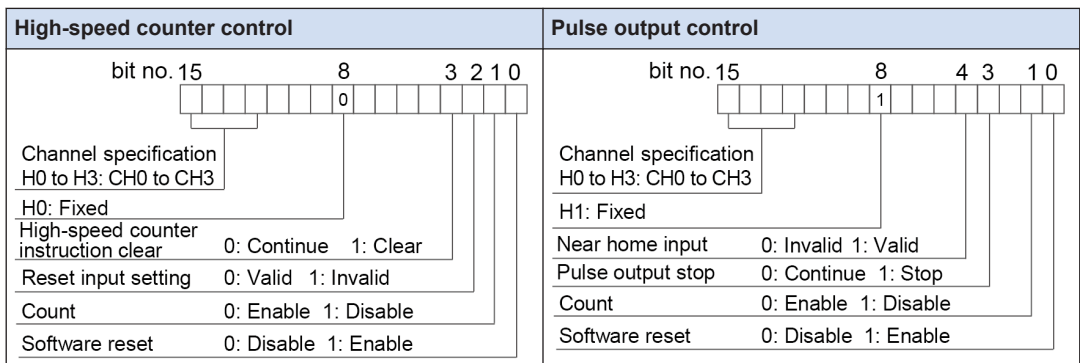 High-speed counter control
bit no. 15 8 3 2 1 0
0
Channel specification
H0 to H3: CH0 to CH3
H0: Fixed
High-speed counter
instruction clear 0: Continue 1: Clear
Reset input setting 0: Valid 1: Invalid
Count 0: Enable 1: Disable
Software reset 0: Disable 1: Enable
Pulse output control
bit no. 15 8 4 3 1 0
1
Channel specification
H0 to H3: CH0 to CH3
H1: Fixed
Near home input 0: Invalid 1: Valid
Pulse output stop 0: Continue 1: Stop
Count 0: Enable 1: Disable
Software reset 0: Disable 1: Enable